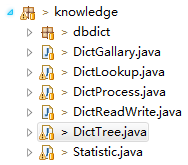 > knowledge
> dbdict
> DictGallary.java
> DictLookup.java
> DictProcess.java
> DictReadWrite.java
> DictTree.java
> Statistic.java